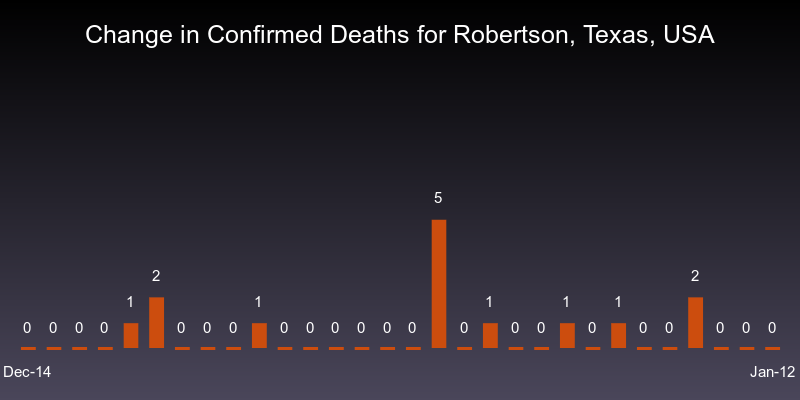 Change in Confirmed Deaths for Robertson, Texas, USA
0 0 0 0 1 2 0 0 0 1 0 0 0 0 0 0 5 0 1 0 0 1 0 1 0 0 2 0 0 0
Dec-14 Jan-12